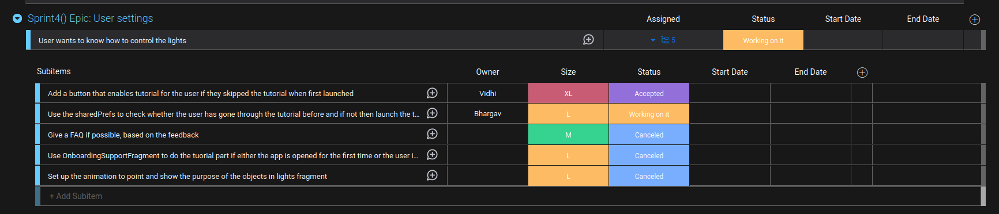 Sprint4() Epic: User settings Assigned Status Start Date End Date
User wants to know how to control the lights 5 Working on it
Subitems Owner Size Status Start Date End Date
Add a button that enables tutorial for the user if they skipped the tutorial when first launched Vidhi XL Accepted
Use the sharedPrefs to check whether the user has gone through the tutorial before and if not then launch the t... Bhargav L Working on it
Give a FAQ if possible, based on the feedback M Canceled
Use OnboardingSupportFragment to do the tuorial part if either the app is opened for the first time or the user i... L Canceled
Set up the animation to point and show the purpose of the objects in lights fragment L Canceled
+ Add Subitem